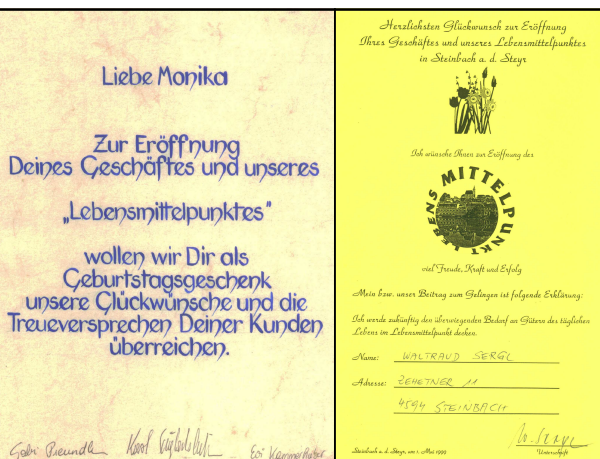 Liebe Monika
Zur Eröffnung
Deines Geschäftes und unseres
„Lebensmittelpunktes"
wollen wir Dir als
Geburtstagsgeschenk
unsere Glückwünsche und die
Treueversprechen Deiner Kunden
überreichen.
Herzlichsten Glückwunsch zur Eröffnung
Ihres Geschäftes und unseres Lebensmittelpunktes
in Steinbach a. d. Steyr
Ich wünsche Ihnen zur Eröffnung des
LEBENS MITTELPUNKT
viel Freude, Kraft und Erfolg
Mein bzw. unser Beitrag zum Gelingen ist folgende Erklärung:
Ich werde zukünftig den überwiegenden Bedarf an Gütern des täglichen
Lebens im Lebensmittelpunkt decken.
Name: WALTRAUD SERGL
Adresse: ZEHETNER 11
4594 STEINBACH
Steinbach a. d. Steyr, am 1. Mai 1999
Unterschrift